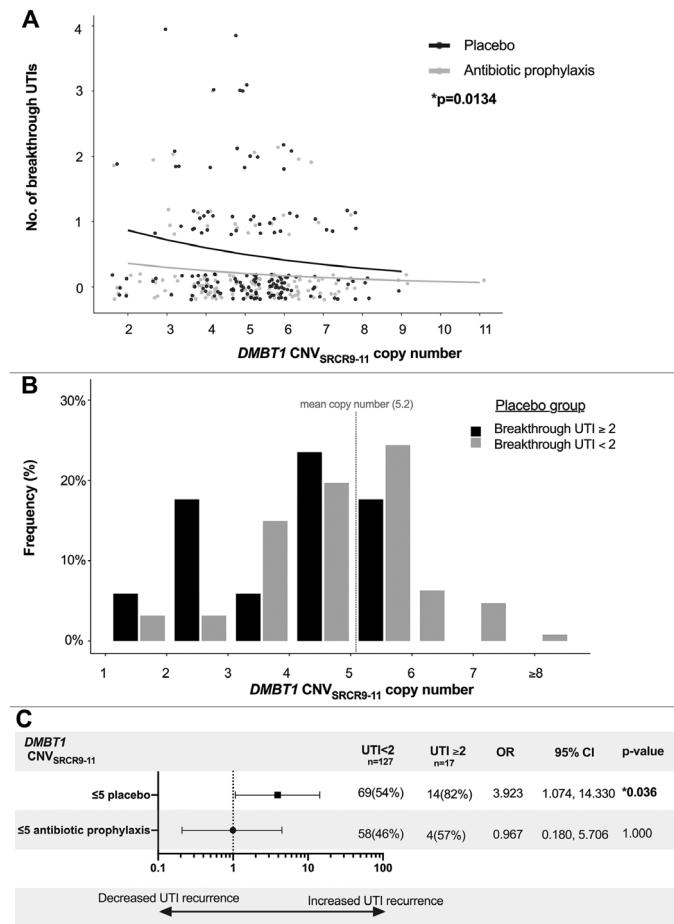 A
4
3
2
1
0
No. of breakthrough UTIs
Placebo
Antibiotic prophylaxis
*p=0.0134
2 3 4 5 6 7 8 9 10 11
DMBT1 CNVSRCR9-11 copy number
B
30%
20%
10%
0%
Frequency (%)
mean copy number (5.2)
Placebo group
Breakthrough UTI ≥ 2
Breakthrough UTI < 2
1 2 3 4 5 6 7 ≥8
DMBT1 CNVSRCR9-11 copy number
C
DMBT1
CNVSRCR9-11
UTI<2 UTI ≥2 OR 95% CI p-value
n=127 n=17
≤5 placebo 69(54%) 14(82%) 3.923 1.074, 14.330 *0.036
≤5 antibiotic prophylaxis 58(46%) 4(57%) 0.967 0.180, 5.706 1.000
0.1 1 10 100
Decreased UTI recurrence Increased UTI recurrence